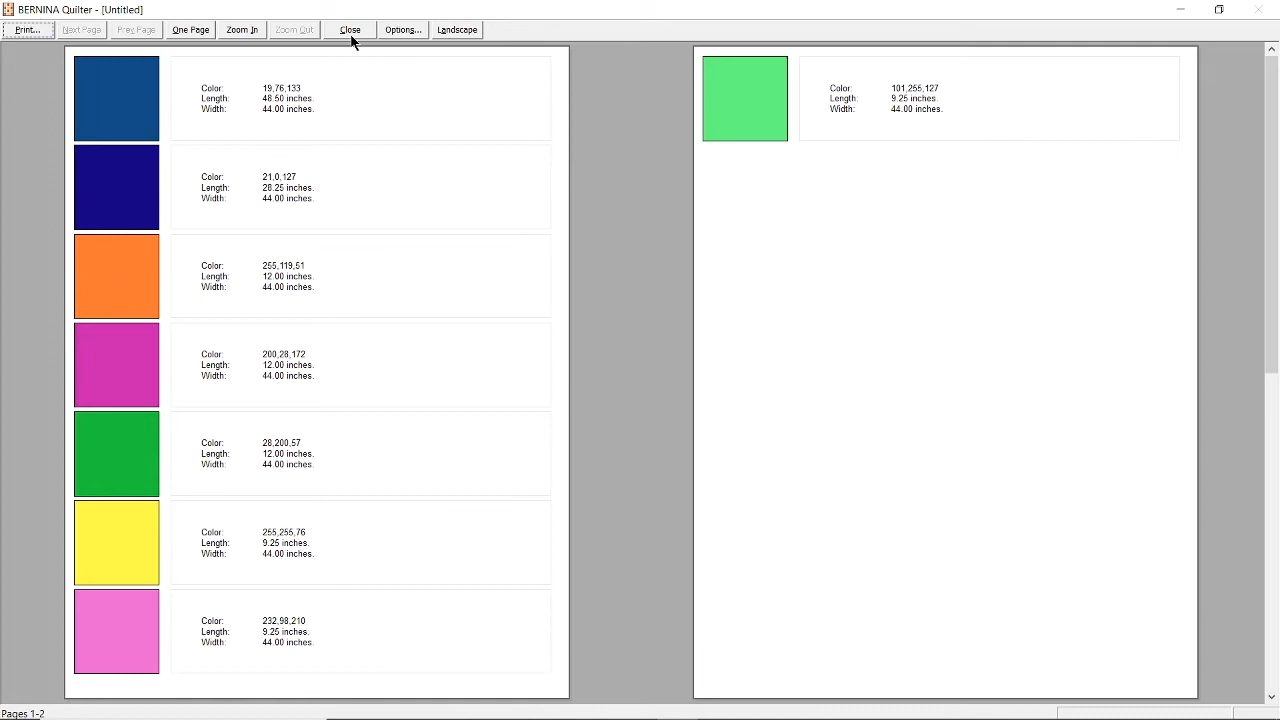 BERNINA Quilter - [Untitled]
Print... Next Page Prev Page One Page Zoom In Zoom Out Close Options... Landscape
Color: 19,76,133
Length: 48.50 inches.
Width: 44.00 inches.
Color: 21,0,127
Length: 28.25 inches.
Width: 44.00 inches.
Color: 255,119,51
Length: 12.00 inches.
Width: 44.00 inches.
Color: 200,28,172
Length: 12.00 inches.
Width: 44.00 inches.
Color: 28,200,57
Length: 12.00 inches.
Width: 44.00 inches.
Color: 255,255,76
Length: 9.25 inches.
Width: 44.00 inches.
Color: 232,98,210
Length: 9.25 inches.
Width: 44.00 inches.
Color: 101,255,127
Length: 9.25 inches.
Width: 44.00 inches.
Pages 1-2